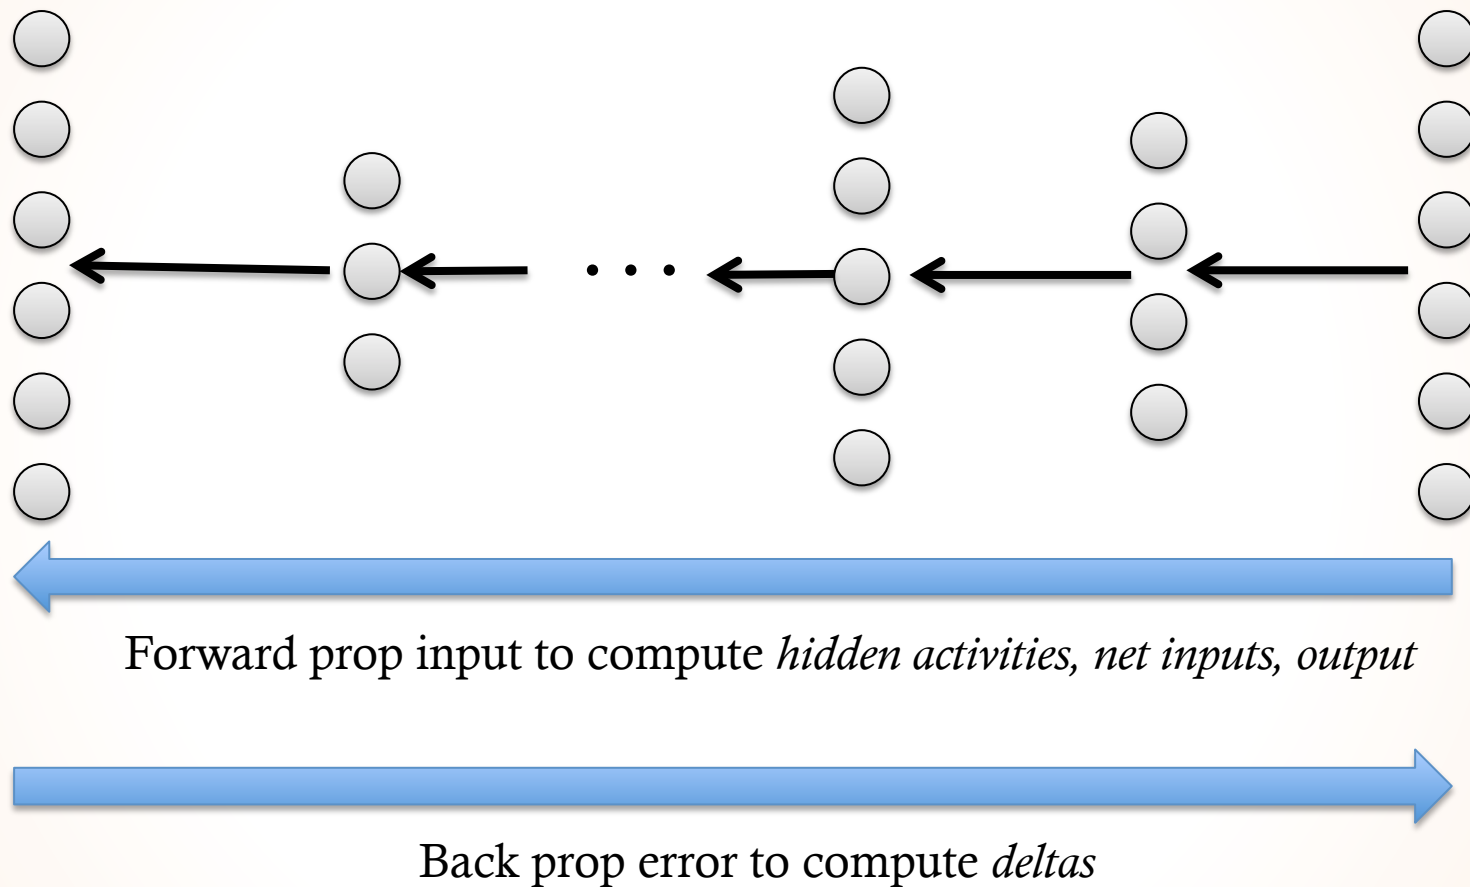 Forward prop input to compute hidden activities, net inputs, output
Back prop error to compute deltas